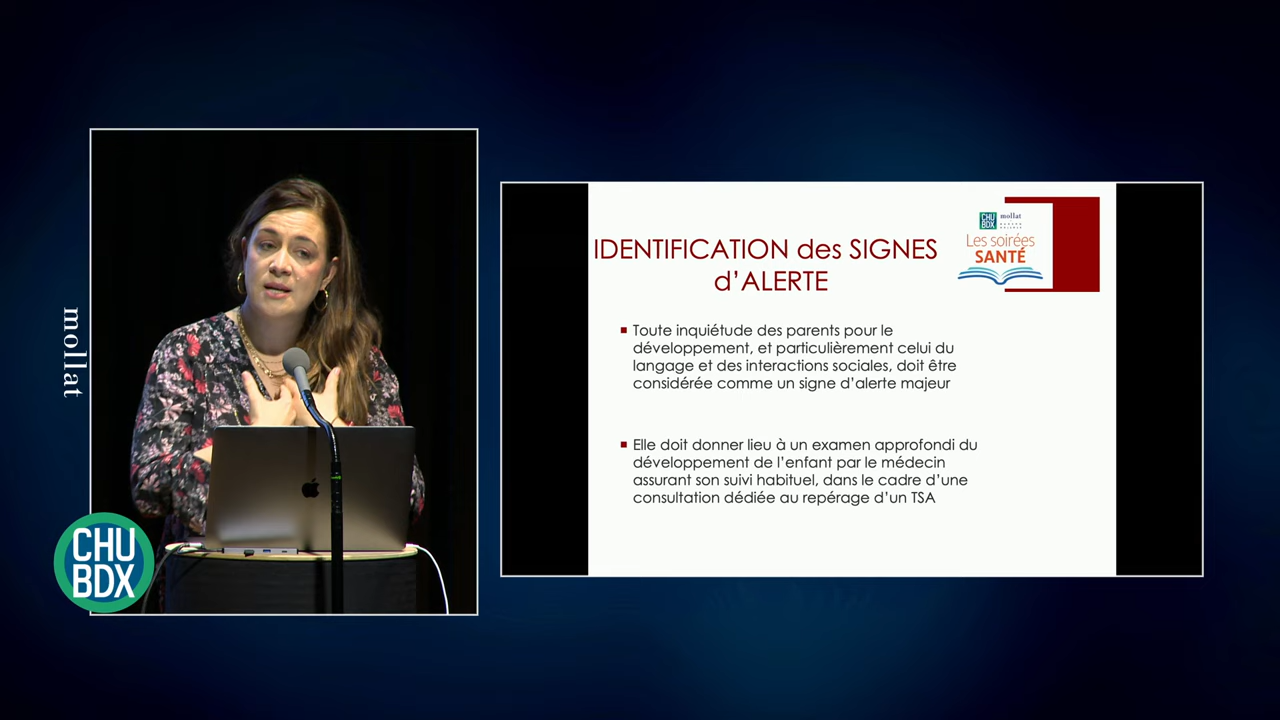 mollat
CHU
BDX
IDENTIFICATION des SIGNES
d'ALERTE
CHU
BDX
mollat
Les soirées
SANTÉ
▪ Toute inquiétude des parents pour le
développement, et particulièrement celui du
langage et des interactions sociales, doit être
considérée comme un signe d'alerte majeur
▪ Elle doit donner lieu à un examen approfondi du
développement de l'enfant par le médecin
assurant son suivi habituel, dans le cadre d'une
consultation dédiée au repérage d'un TSA